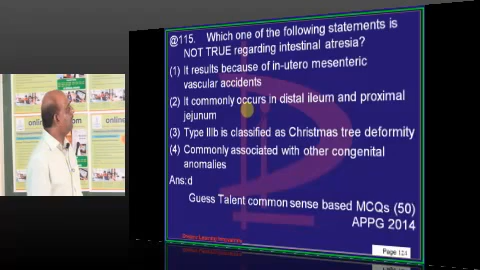 @115. Which one of the following statements is
NOT TRUE regarding intestinal atresia?
(1) It results because of in-utero mesenteric
vascular accidents
(2) It commonly occurs in distal ileum and proximal
jejunum
(3) Type IIIb is classified as Christmas tree deformity
(4) Commonly associated with other congenital
anomalies
Ans:d
Guess Talent common sense based MCQs (50)
APPG 2014
Page 124
online